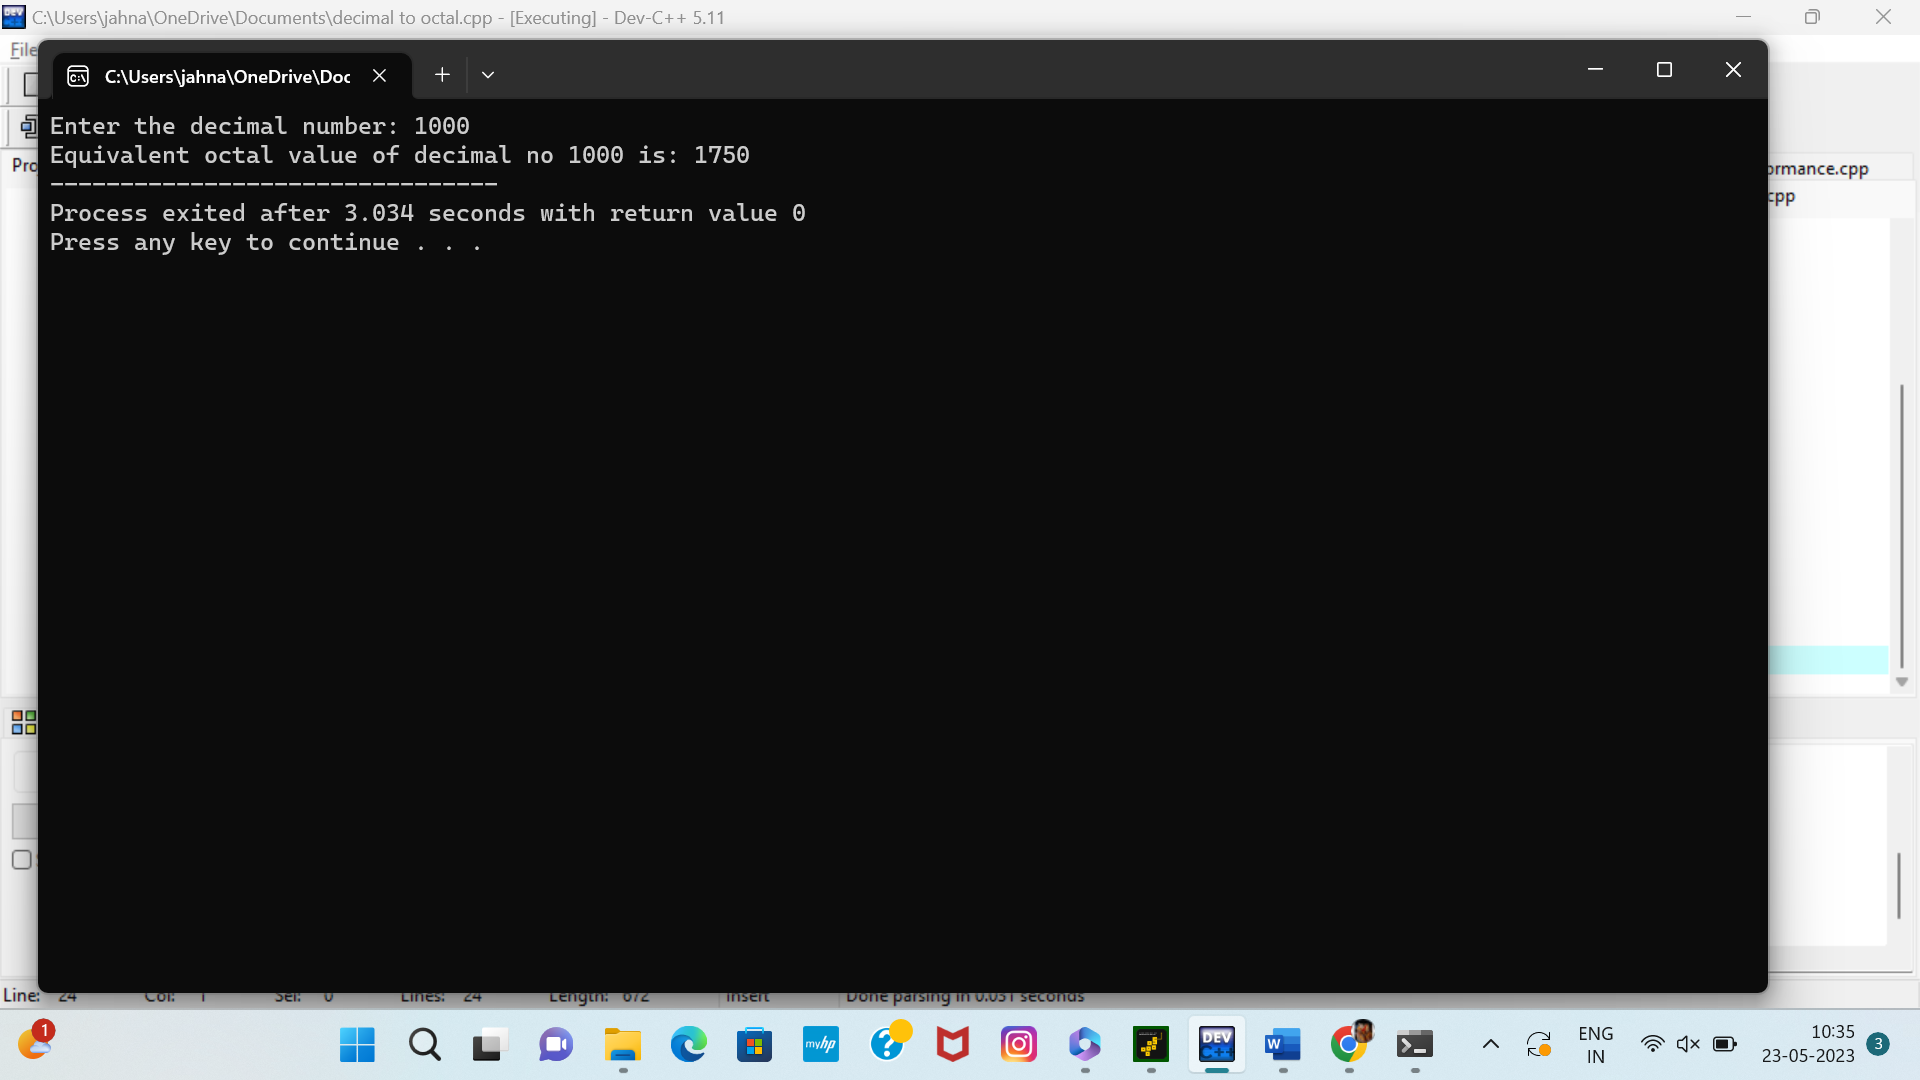 C:\Users\jahna\OneDrive\Documents\decimal to octal.cpp - [Executing] - Dev-C++ 5.11
File
C:\Users\jahna\OneDrive\Doc
Enter the decimal number: 1000
Equivalent octal value of decimal no 1000 is: 1750
--------------------------------
Process exited after 3.034 seconds with return value 0
Press any key to continue . . .
Pro
ormance.cpp
cpp
Line: 24 Col: 1 Sel: 0 Lines: 24 Length: 672 Insert Done parsing in 0.031 seconds
1
myhp
DEV
C++
W
ENG
IN
10:35
23-05-2023
3